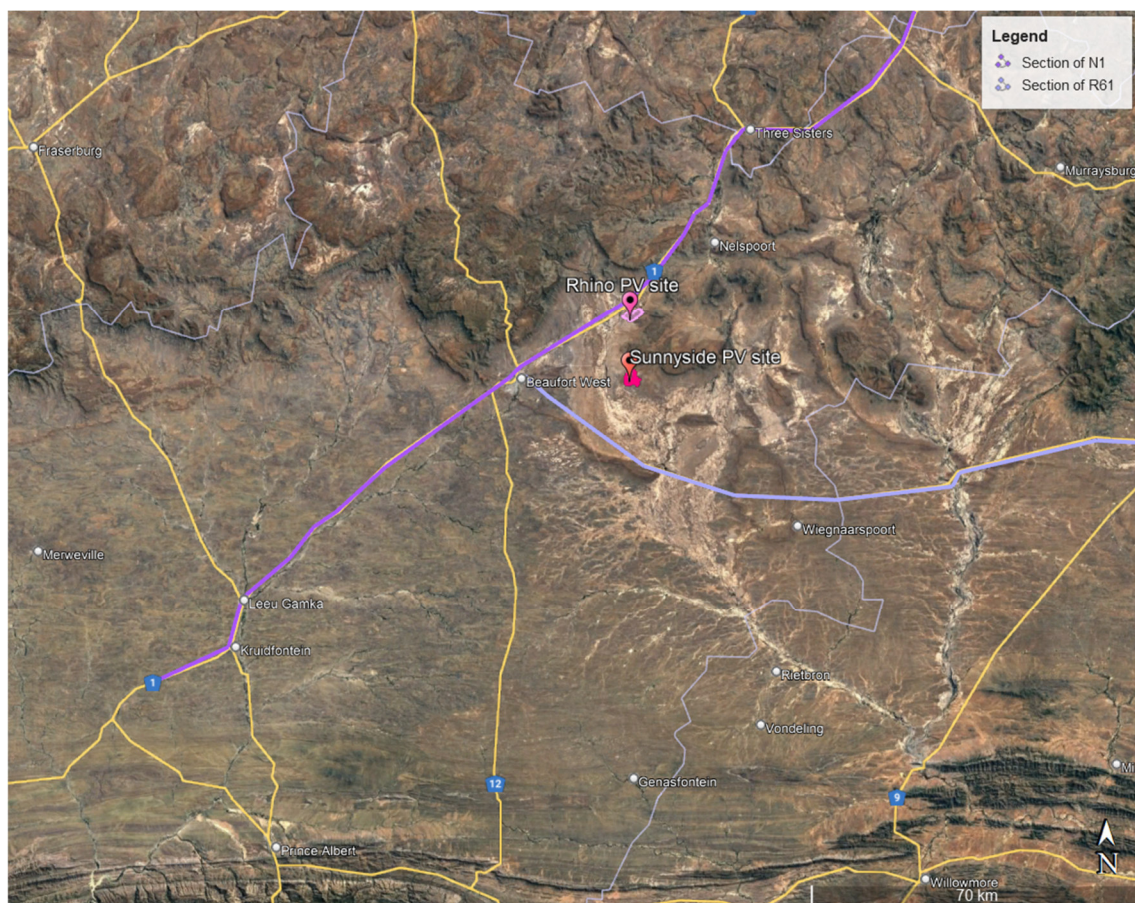 Legend
Section of N1
Section of R61
Three Sisters
Fraserburg
Murraysburg
Nelspoort
1
Rhino PV site
Sunnyside PV site
Beaufort West
Wiegnaarspoort
Merweville
Leeu Gamka
Kruidfontein
Rietbron
1
Vondeling
Genasfontein
12
9
Prince Albert
Willowmore
70 km
N